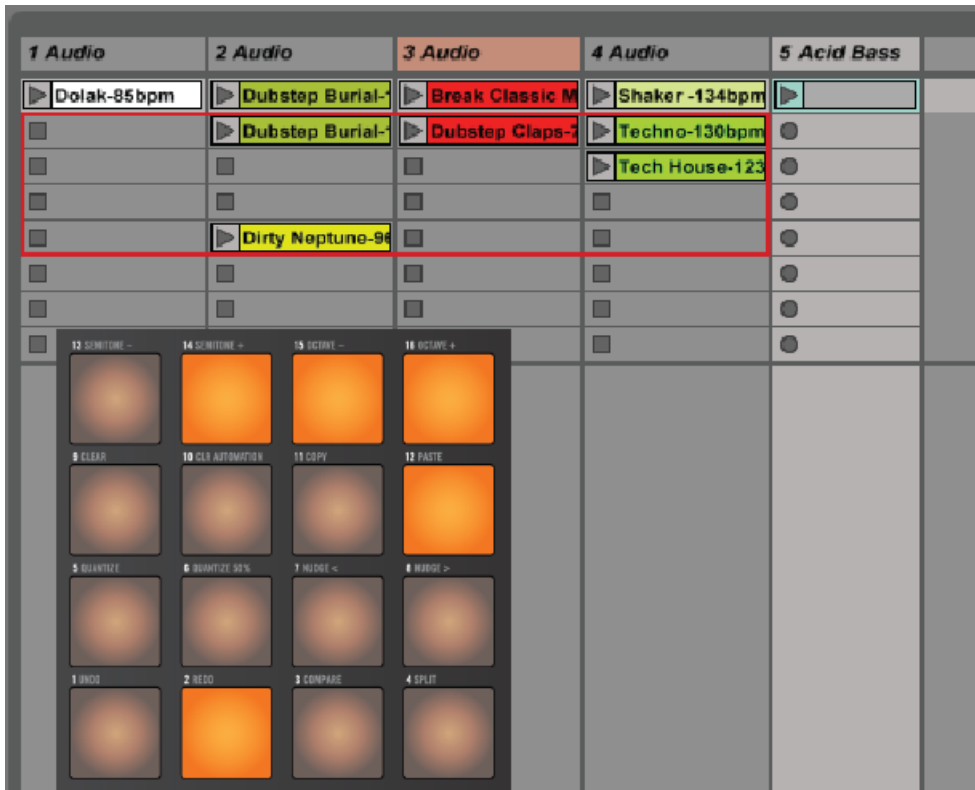 1 Audio 2 Audio 3 Audio 4 Audio 5 Acid Bass
Dolak-85bpm Dubstep Burial- Break Classic M Shaker -134bpm
Dubstep Burial- Dubstep Claps- Techno-130bpm
Tech House-123
Dirty Neptune-96
13 SEMITONE – 14 SEMITONE + 15 OCTAVE – 16 OCTAVE +
9 CLEAR 10 CLR AUTOMATION 11 COPY 12 PASTE
5 QUANTIZE 6 QUANTIZE 50% 7 NUDGE < 8 NUDGE >
1 UNDO 2 REDO 3 COMPARE 4 SPLIT